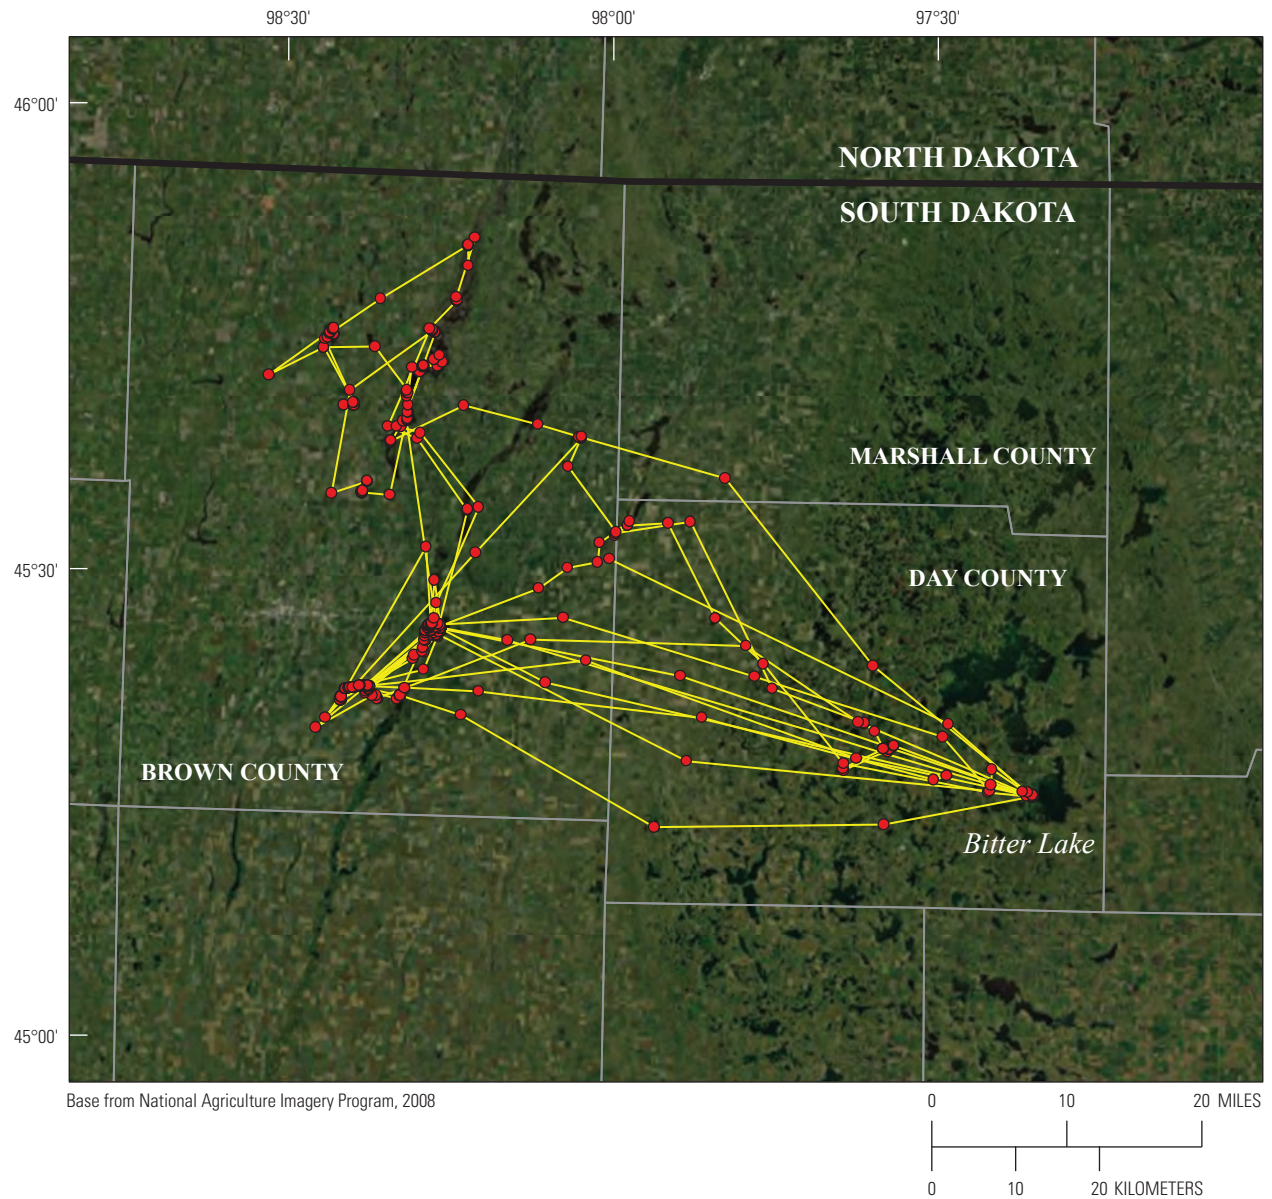 98°30' 98°00' 97°30'
46°00'
NORTH DAKOTA
SOUTH DAKOTA
MARSHALL COUNTY
45°30'
DAY COUNTY
BROWN COUNTY
Bitter Lake
45°00'
Base from National Agriculture Imagery Program, 2008
0 10 20 MILES
0 10 20 KILOMETERS